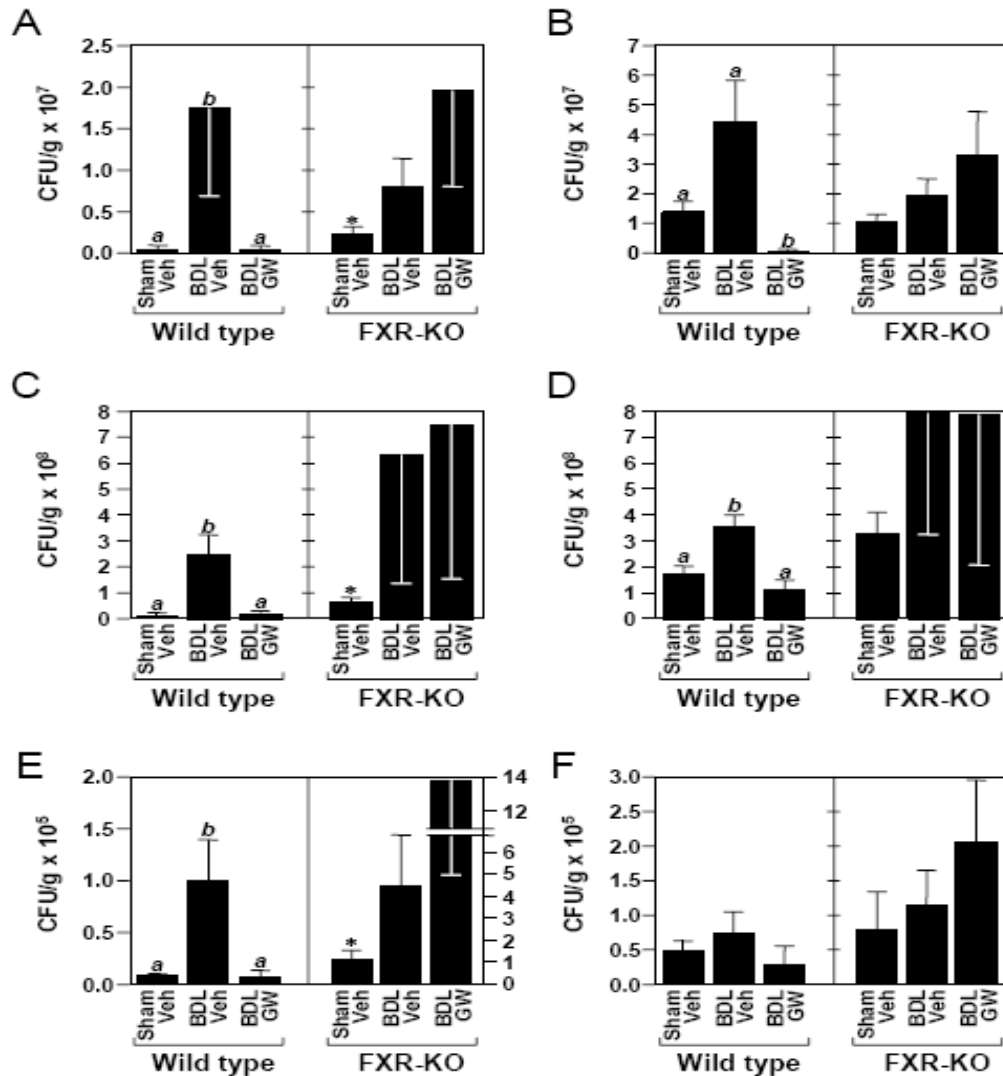 A
CFU/g x 10⁷
2.5
2.0
1.5
1.0
0.5
0.0
a
b
a
*
Sham Veh
BDL Veh
BDL GW
Sham Veh
BDL Veh
BDL GW
Wild type
FXR-KO
B
CFU/g x 10⁷
7
6
5
4
3
2
1
0
a
a
b
Sham Veh
BDL Veh
BDL GW
Sham Veh
BDL Veh
BDL GW
Wild type
FXR-KO
C
CFU/g x 10⁸
8
7
6
5
4
3
2
1
0
a
b
a
*
Sham Veh
BDL Veh
BDL GW
Sham Veh
BDL Veh
BDL GW
Wild type
FXR-KO
D
CFU/g x 10⁸
8
7
6
5
4
3
2
1
0
a
b
a
Sham Veh
BDL Veh
BDL GW
Sham Veh
BDL Veh
BDL GW
Wild type
FXR-KO
E
CFU/g x 10⁵
2.0
1.5
1.0
0.5
0.0
a
b
a
*
14
12
6
5
4
3
2
1
0
Sham Veh
BDL Veh
BDL GW
Sham Veh
BDL Veh
BDL GW
Wild type
FXR-KO
F
CFU/g x 10⁵
3.0
2.5
2.0
1.5
1.0
0.5
0.0
Sham Veh
BDL Veh
BDL GW
Sham Veh
BDL Veh
BDL GW
Wild type
FXR-KO